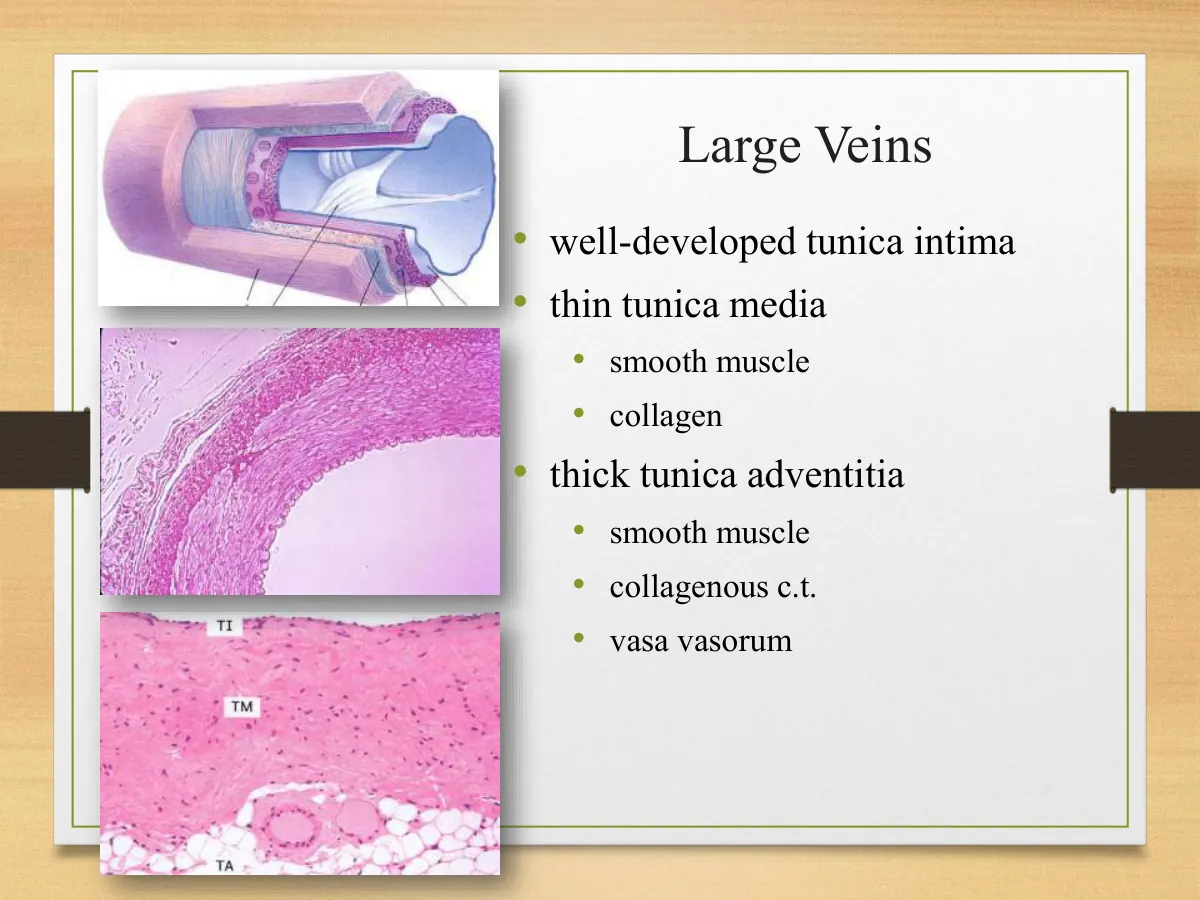 Large Veins
• well-developed tunica intima
• thin tunica media
• smooth muscle
• collagen
• thick tunica adventitia
• smooth muscle
• collagenous c.t.
• vasa vasorum
TI
TM
TA